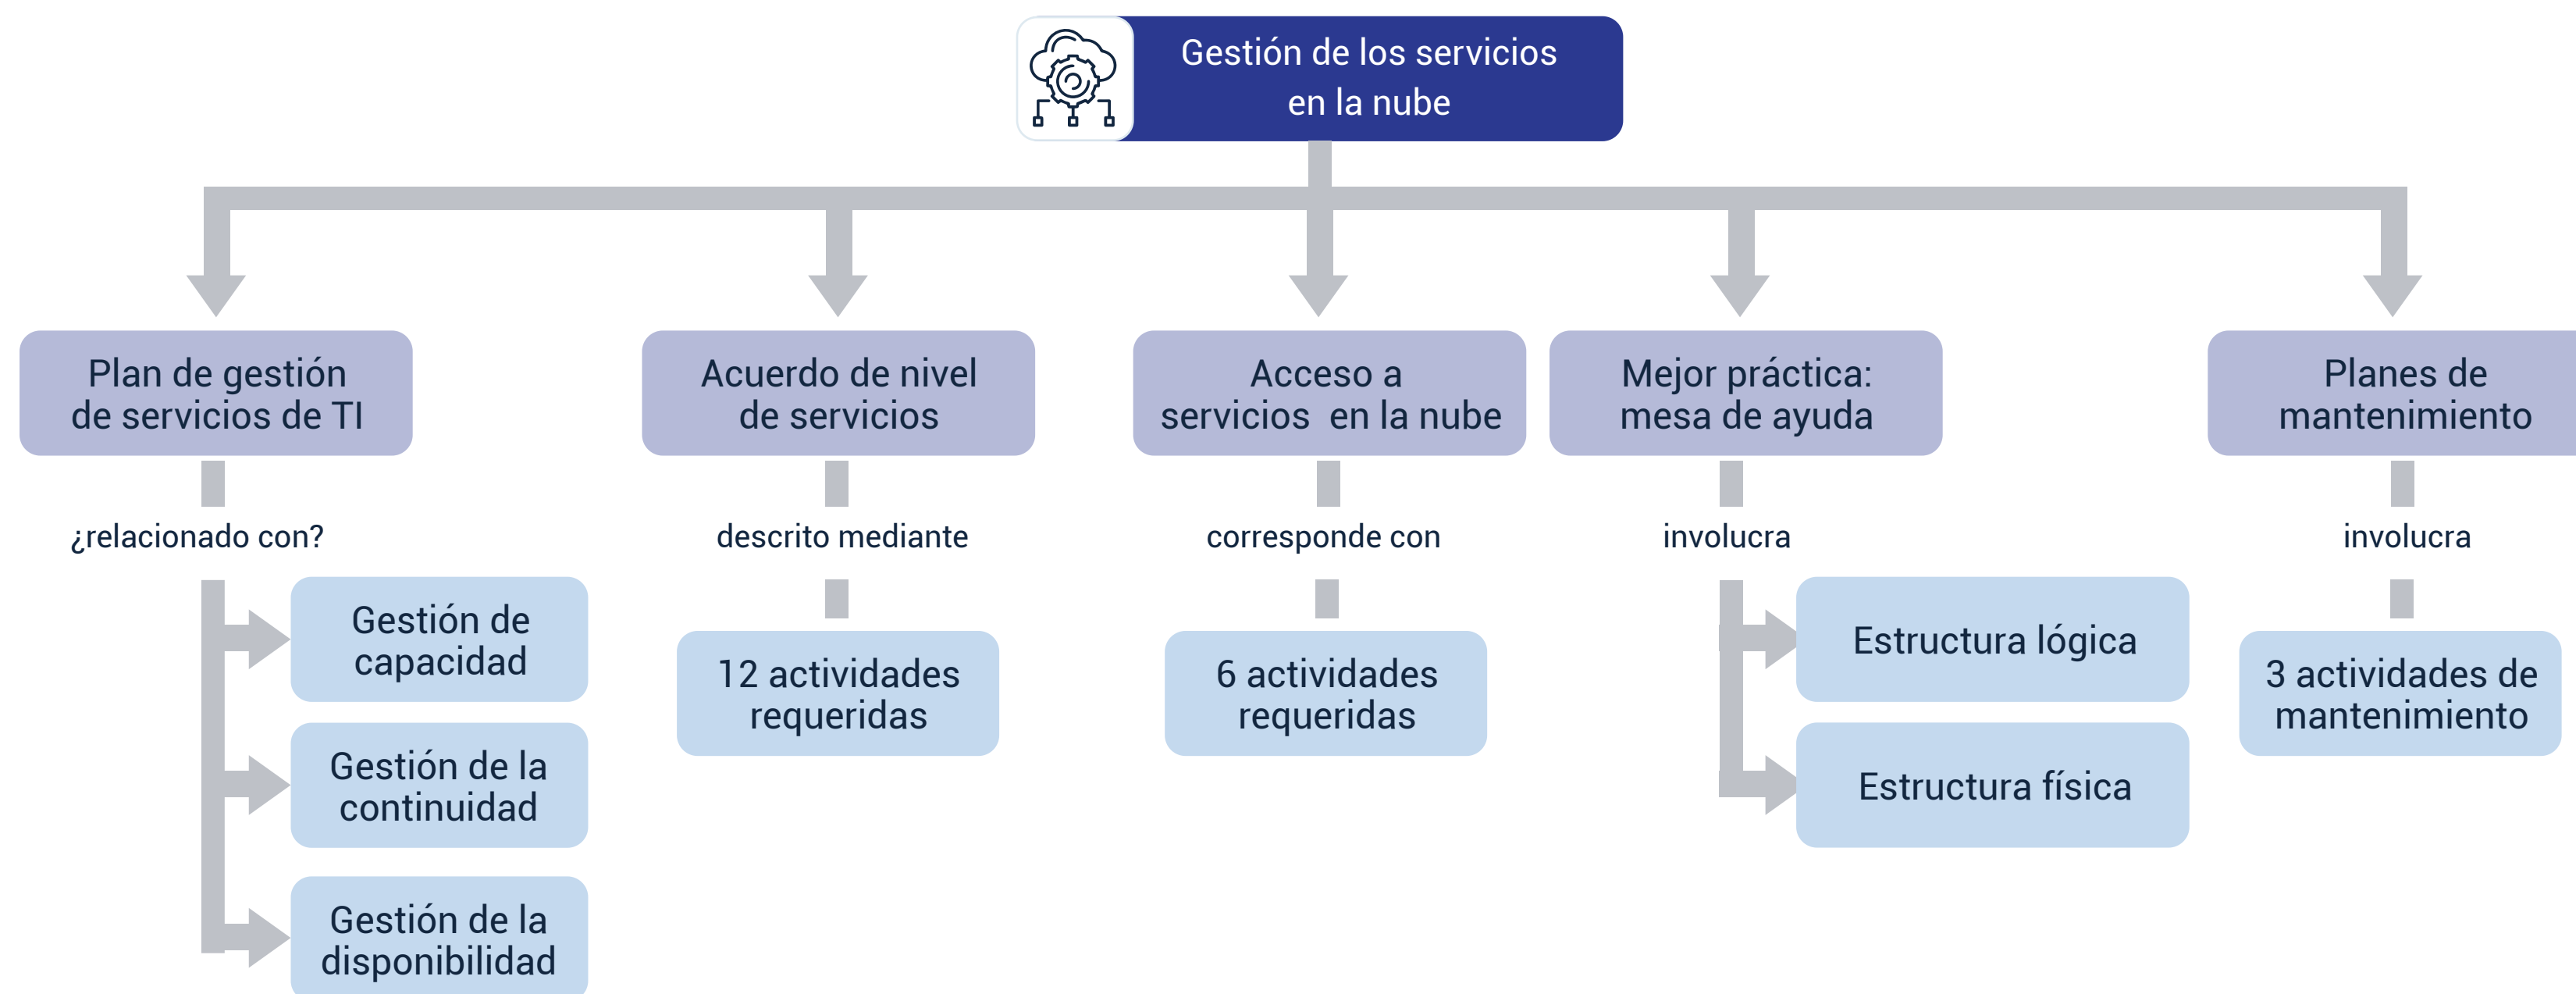 Gestión de los servicios
en la nube
Plan de gestión
de servicios de TI
Acuerdo de nivel
de servicios
Acceso a
servicios  en la nube
Mejor práctica:
mesa de ayuda
Planes de
mantenimiento
¿relacionado con?
descrito mediante
corresponde con
involucra
involucra
Gestión de
capacidad
Gestión de la
continuidad
Gestión de la
disponibilidad
12 actividades
requeridas
6 actividades
requeridas
Estructura lógica
Estructura física
3 actividades de
mantenimiento